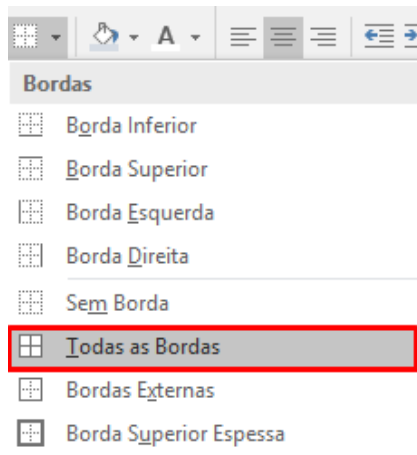 A
Bordas
Borda Inferior
Borda Superior
Borda Esquerda
Borda Direita
Sem Borda
Todas as Bordas
Bordas Externas
Borda Superior Espessa